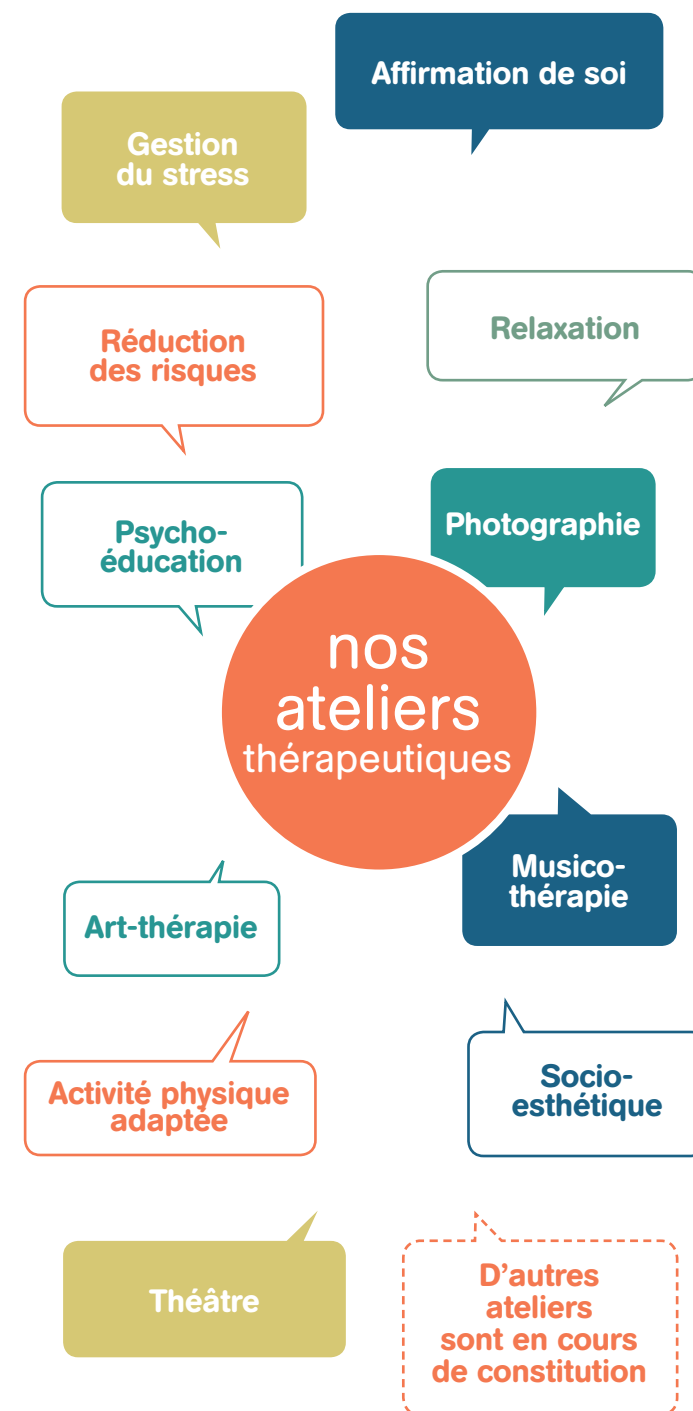 Affirmation de soi
Gestion
du stress
Relaxation
Réduction
des risques
Photographie
Psycho-
éducation
nos
ateliers
thérapeutiques
Musico-
thérapie
Art-thérapie
Socio-
esthétique
Activité physique
adaptée
Théâtre
D’autres
ateliers
sont en cours
de constitution